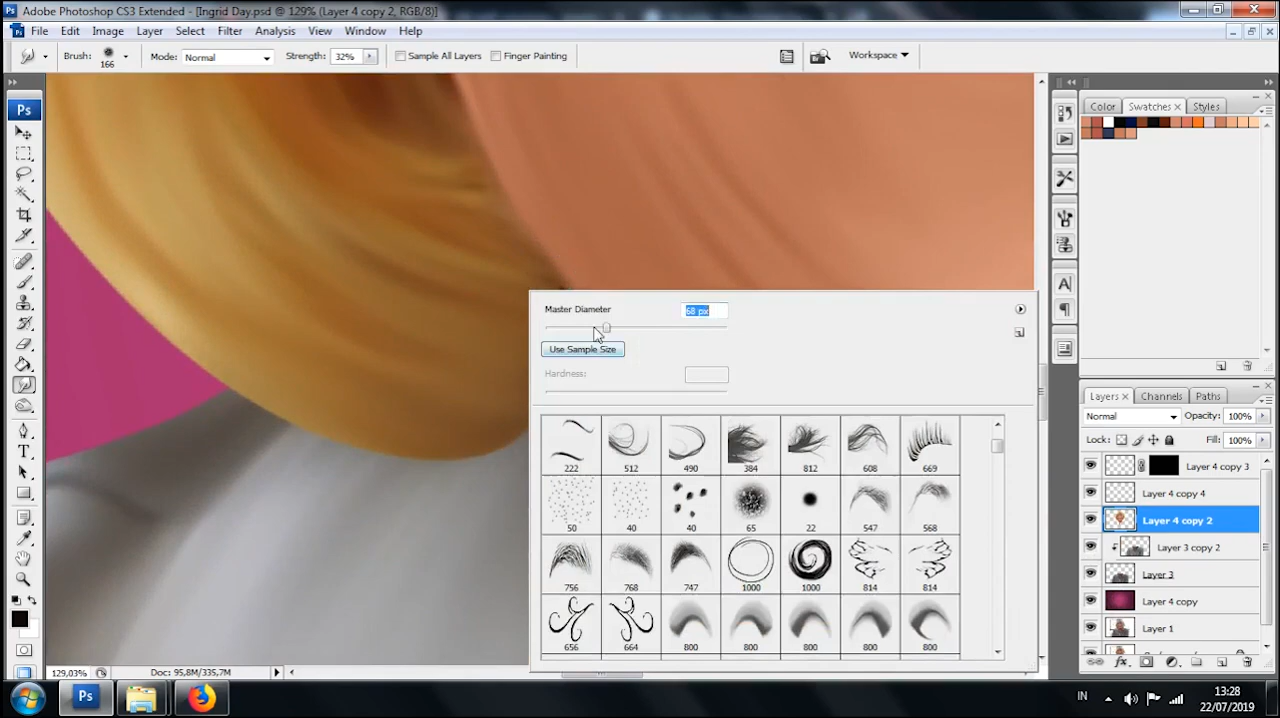 Adobe Photoshop CS3 Extended - [Ingrid Day.psd @ 129% (Layer 4 copy 2, RGB/8)]
File Edit Image Layer Select Filter Analysis View Window Help
Brush: 166 Mode: Normal Strength: 32% Sample All Layers Finger Painting Workspace
Color Swatches x Styles
Ps
Master Diameter 68 px
Use Sample Size
Hardness:
222 512 490 384 812 608 669
50 40 40 65 22 547 568
756 768 747 1000 1000 814 814
656 664 800 800 800 800 800
Layers x Channels Paths
Normal Opacity: 100%
Lock: Fill: 100%
Layer 4 copy 3
Layer 4 copy 4
Layer 4 copy 2
Layer 3 copy 2
Layer 3
Layer 4 copy
Layer 1
129,03% Doc: 95,8M/335,7M
Ps IN 13:28
22/07/2019